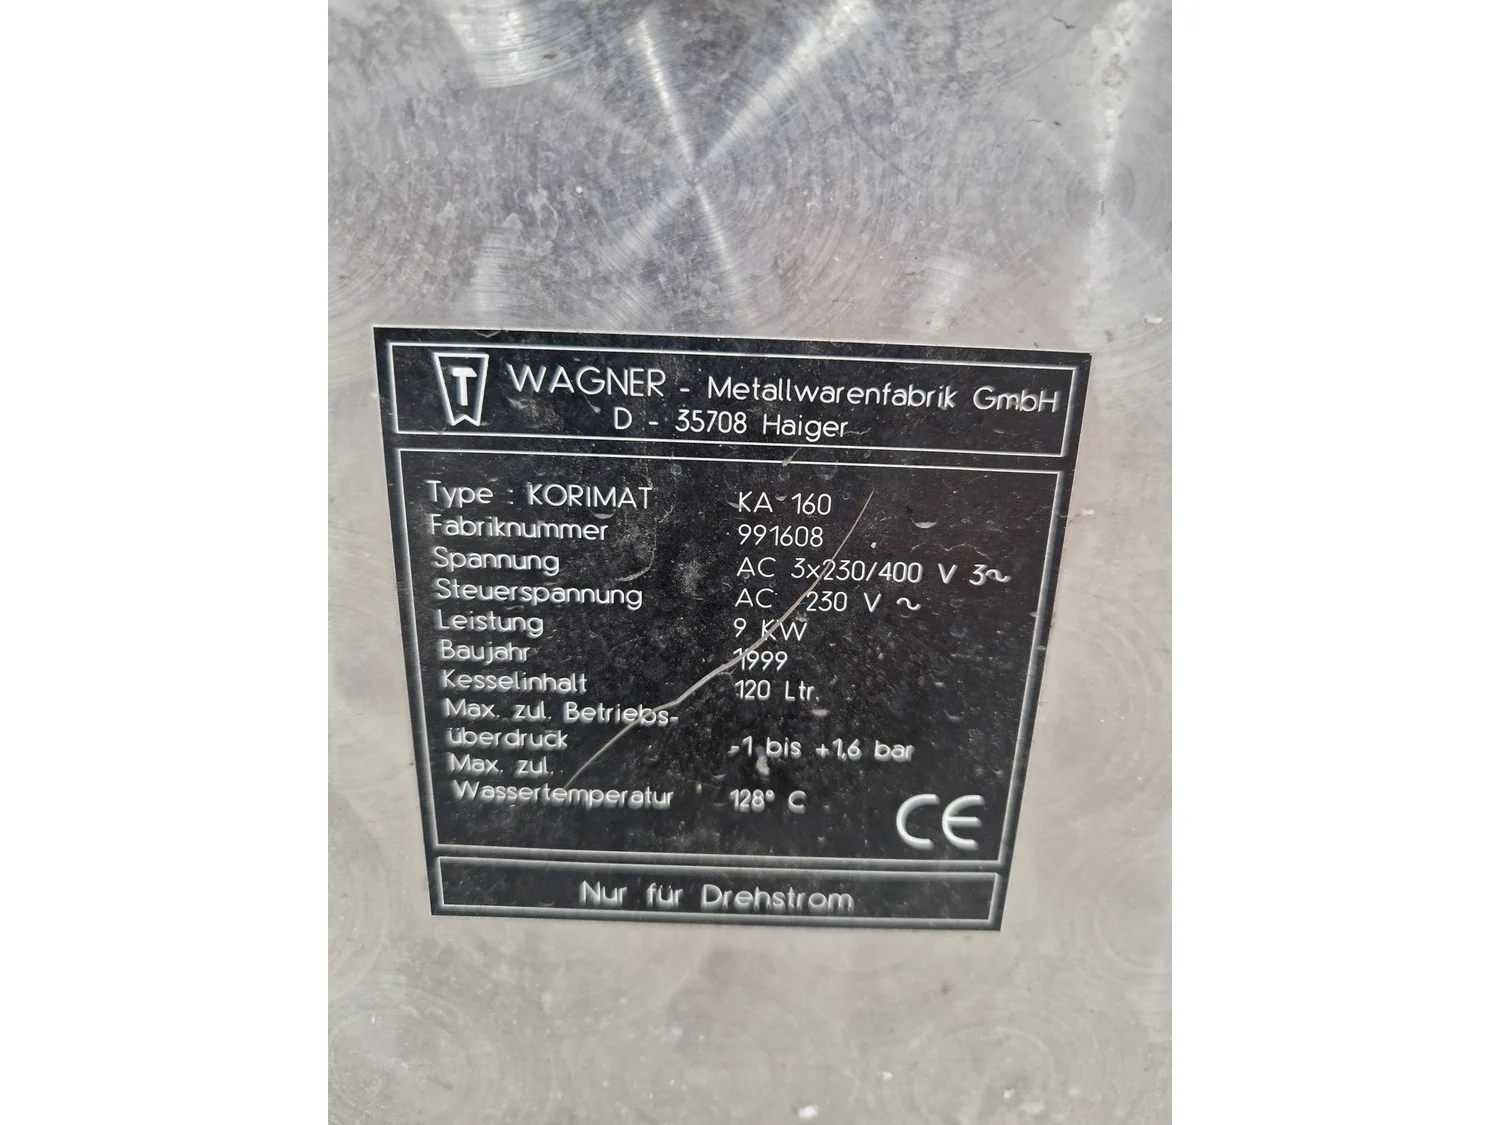 T WAGNER - Metallwarenfabrik GmbH
D - 35708 Haiger
Type : KORIMAT KA 160
Fabriknummer 991608
Spannung AC 3x230/400 V 3~
Steuerspannung AC 230 V ~
Leistung 9 KW
Baujahr 1999
Kesselinhalt 120 Ltr.
Max. zul. Betriebs-
überdruck -1 bis +1,6 bar
Max. zul.
Wassertemperatur 128° C
CE
Nur für Drehstrom